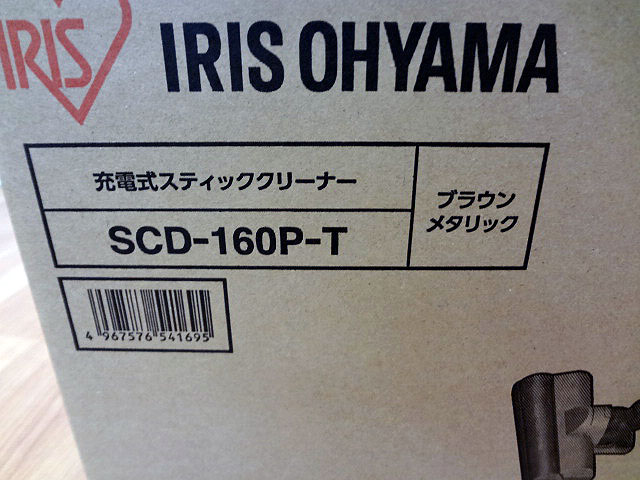 IRIS
IRIS OHYAMA
充電式スティッククリーナー
SCD-160P-T
ブラウン
メタリック
4 967576 541695